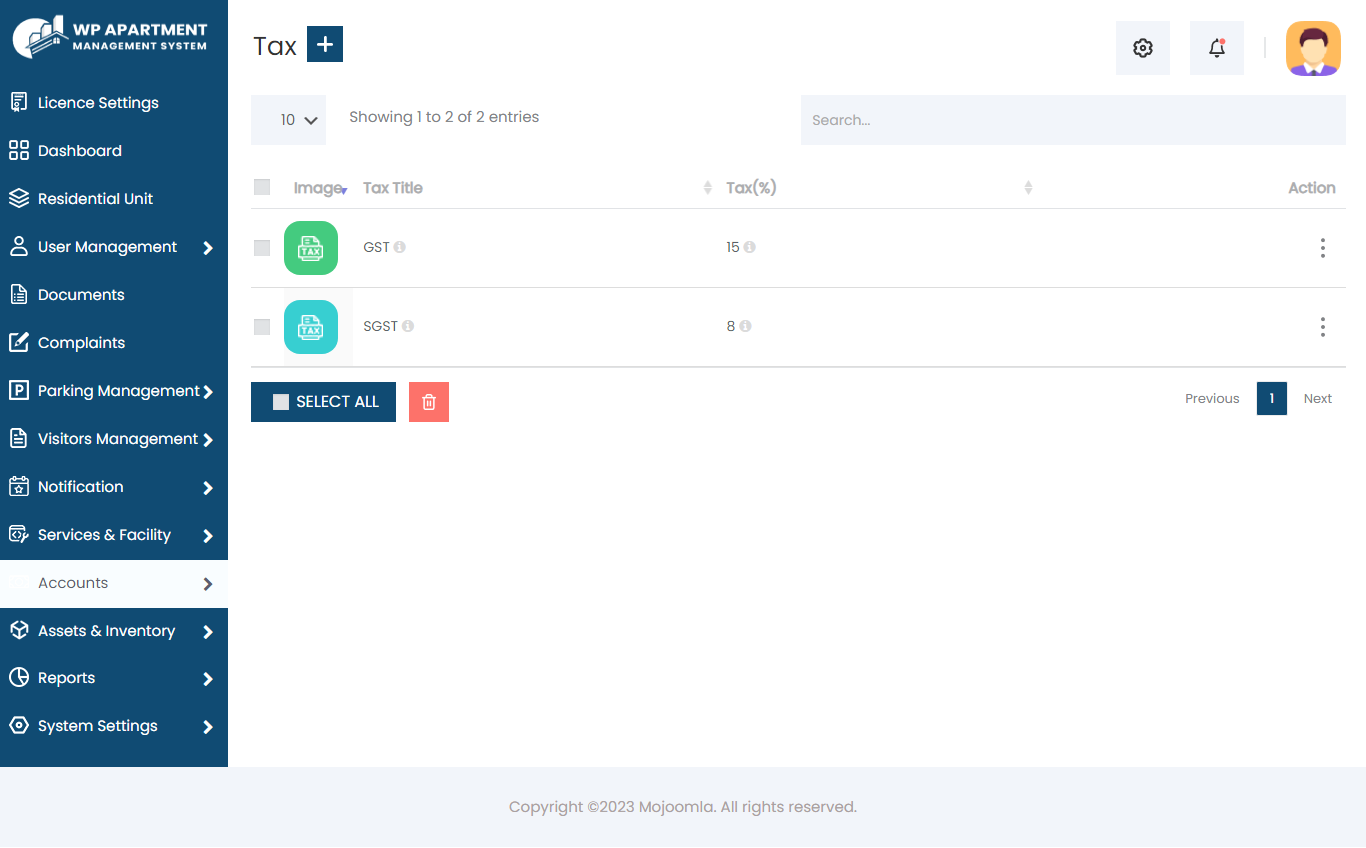 WP APARTMENT
MANAGEMENT SYSTEM
Licence Settings
Dashboard
Residential Unit
User Management
Documents
Complaints
Parking Management
Visitors Management
Notification
Services & Facility
Accounts
Assets & Inventory
Reports
System Settings
Tax
10 Showing 1 to 2 of 2 entries Search...
Image Tax Title Tax(%) Action
TAX GST 15
TAX SGST 8
SELECT ALL Previous 1 Next
Copyright ©2023 Mojoomla. All rights reserved.